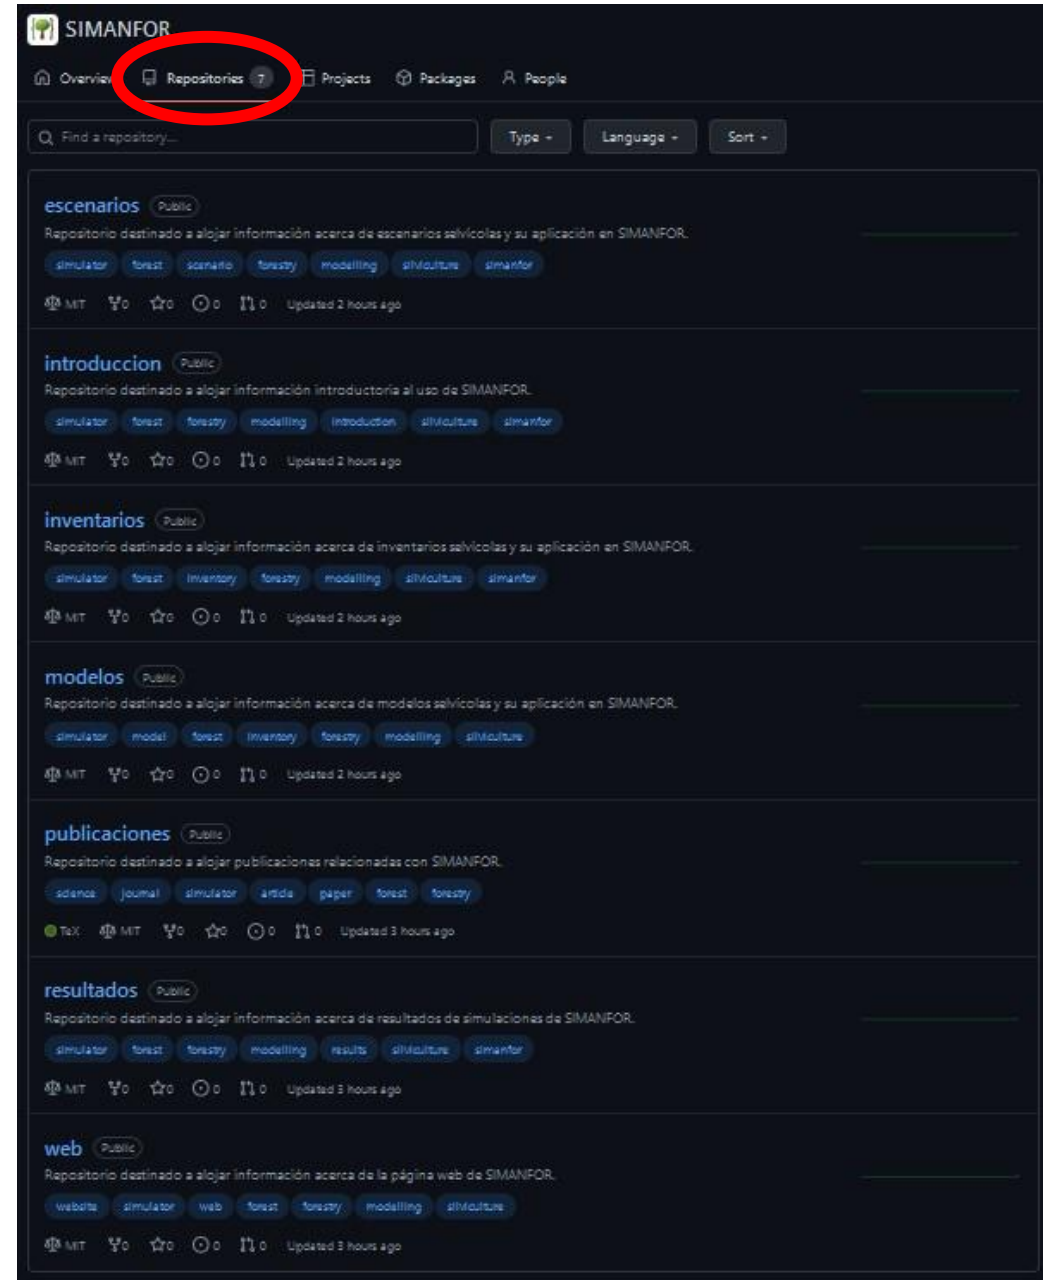 SIMANFOR
Overview Repositories 7 Projects Packages People
Find a repository... Type Language Sort
escenarios Public
Repositorio destinado a alojar información acerca de escenarios selvícolas y su aplicación en SIMANFOR.
simulator forest scenario forestry modelling silviculture simanfor
MIT 0 0 0 0 Updated 2 hours ago
introduccion Public
Repositorio destinado a alojar información introductoria al uso de SIMANFOR.
simulator forest forestry modelling introduction silviculture simanfor
MIT 0 0 0 0 Updated 2 hours ago
inventarios Public
Repositorio destinado a alojar información acerca de inventarios selvícolas y su aplicación en SIMANFOR.
simulator forest inventory forestry modelling silviculture simanfor
MIT 0 0 0 0 Updated 2 hours ago
modelos Public
Repositorio destinado a alojar información acerca de modelos selvícolas y su aplicación en SIMANFOR.
simulator model forest inventory forestry modelling silviculture
MIT 0 0 0 0 Updated 2 hours ago
publicaciones Public
Repositorio destinado a alojar publicaciones relacionadas con SIMANFOR.
science journal simulator article paper forest forestry
TeX MIT 0 0 0 0 Updated 3 hours ago
resultados Public
Repositorio destinado a alojar información acerca de resultados de simulaciones de SIMANFOR.
simulator forest forestry modelling results silviculture simanfor
MIT 0 0 0 0 Updated 3 hours ago
web Public
Repositorio destinado a alojar información acerca de la página web de SIMANFOR.
website simulator web forest forestry modelling silviculture
MIT 0 0 0 0 Updated 3 hours ago